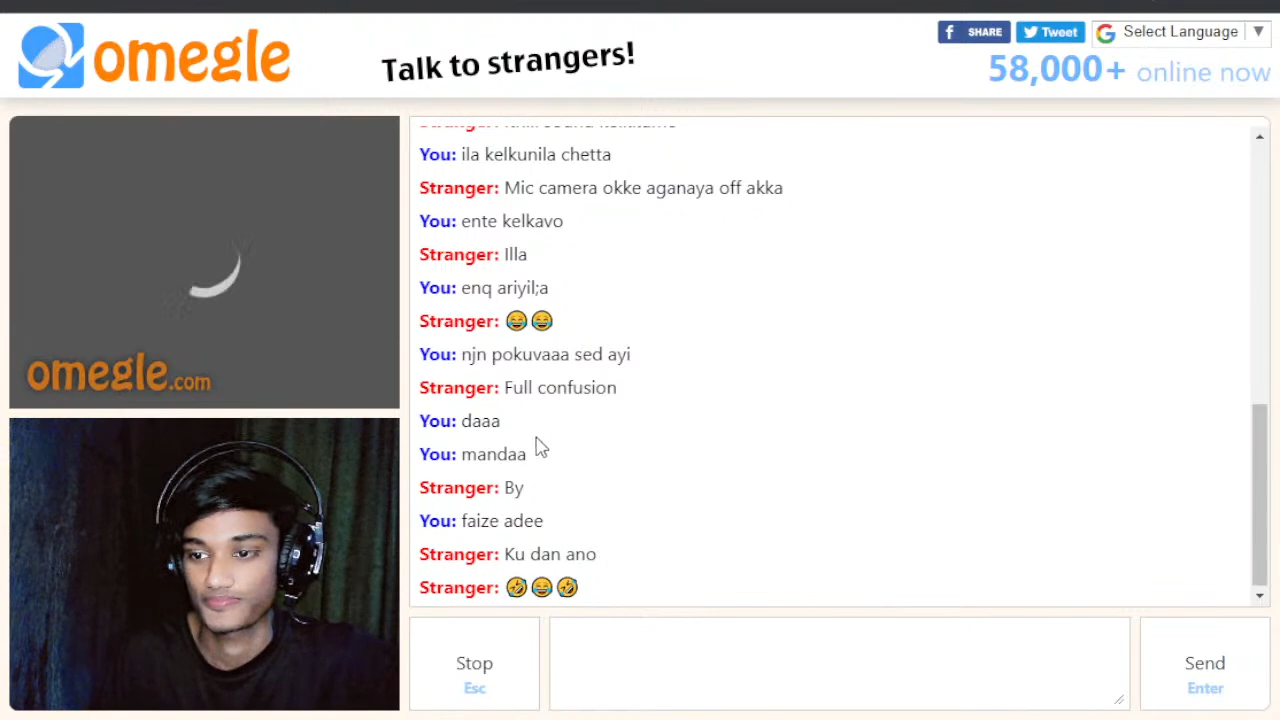 omegle
Talk to strangers!
SHARE
Tweet
Select Language
58,000+ online now
You: ila kelkunila chetta
Stranger: Mic camera okke aganaya off akka
You: ente kelkavo
Stranger: Illa
You: enq ariyil;a
Stranger: 😂😂
You: njn pokuvaaa sed ayi
Stranger: Full confusion
You: daaa
You: mandaa
Stranger: By
You: faize adee
Stranger: Ku dan ano
Stranger: 🤣😂🤣
omegle.com
Stop
Esc
Send
Enter